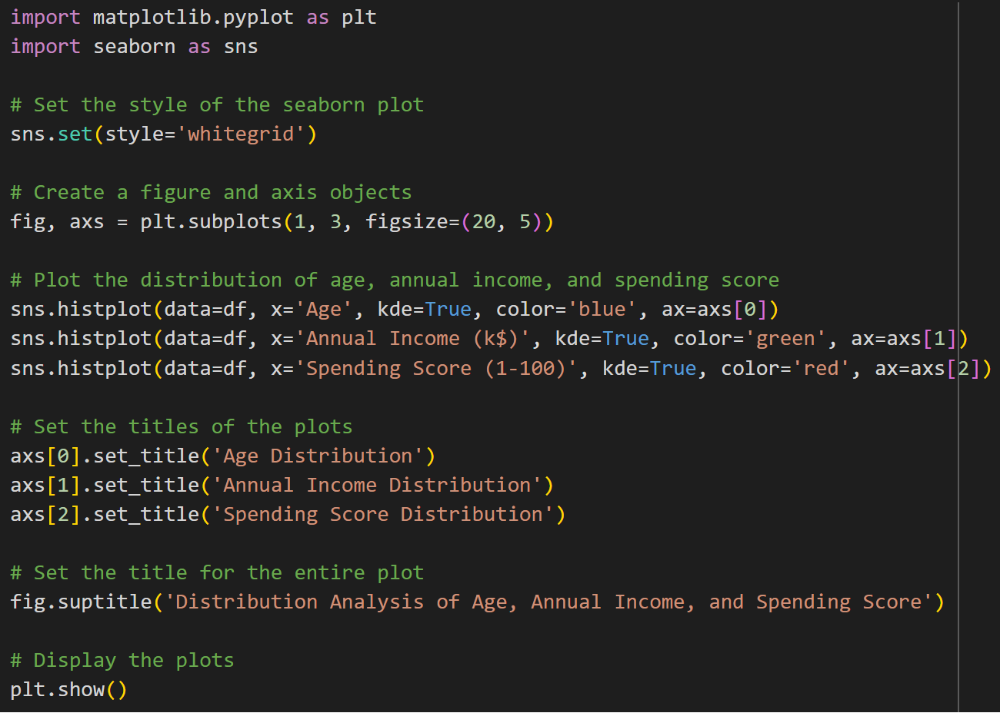 import matplotlib.pyplot as plt
import seaborn as sns

# Set the style of the seaborn plot
sns.set(style='whitegrid')

# Create a figure and axis objects
fig, axs = plt.subplots(1, 3, figsize=(20, 5))

# Plot the distribution of age, annual income, and spending score
sns.histplot(data=df, x='Age', kde=True, color='blue', ax=axs[0])
sns.histplot(data=df, x='Annual Income (k$)', kde=True, color='green', ax=axs[1])
sns.histplot(data=df, x='Spending Score (1-100)', kde=True, color='red', ax=axs[2])

# Set the titles of the plots
axs[0].set_title('Age Distribution')
axs[1].set_title('Annual Income Distribution')
axs[2].set_title('Spending Score Distribution')

# Set the title for the entire plot
fig.suptitle('Distribution Analysis of Age, Annual Income, and Spending Score')

# Display the plots
plt.show()